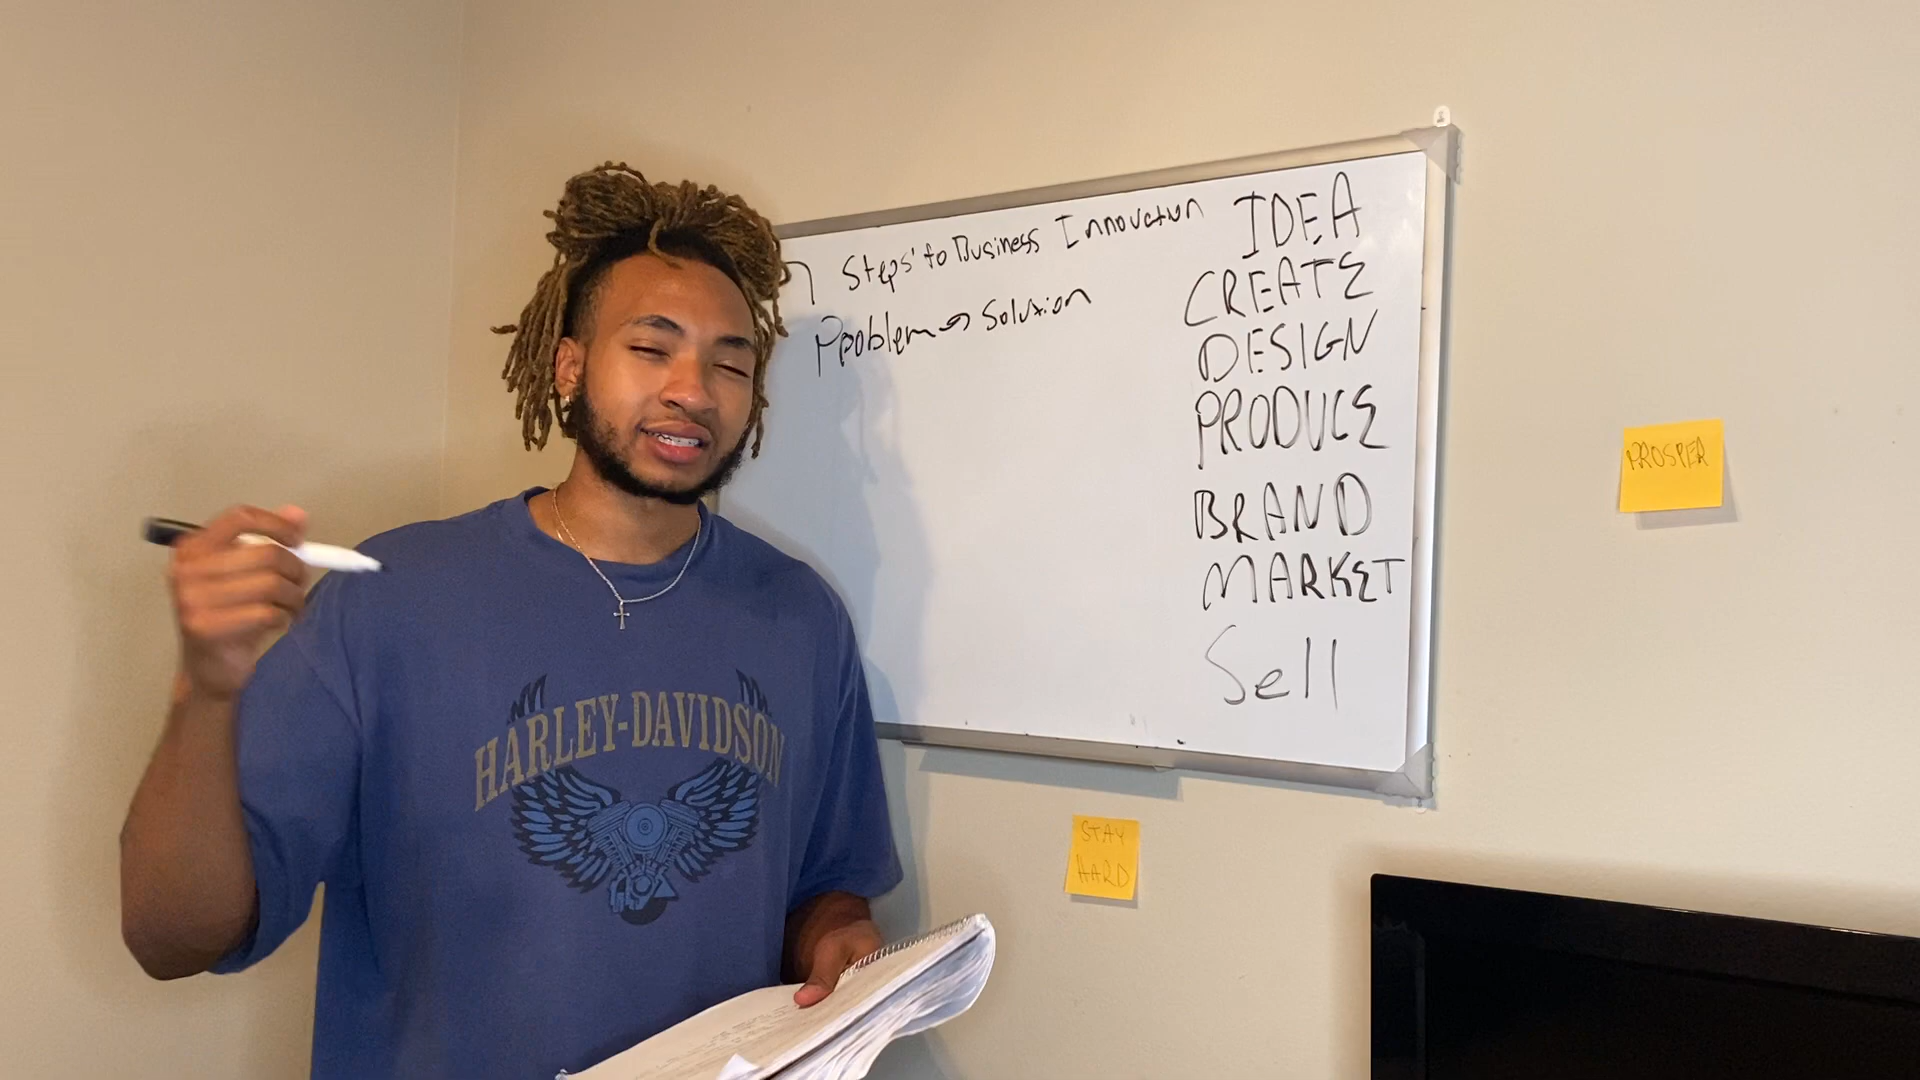 7 Steps to Business Innovation
Problem → Solution
IDEA
CREATE
DESIGN
PRODUCE
BRAND
MARKET
Sell
PROSPER
STAY
HARD
HARLEY-DAVIDSON